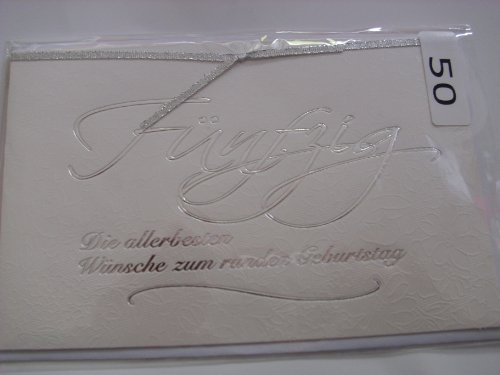 50
Fünfzig
Die allerbesten
Wünsche zum runden Geburtstag